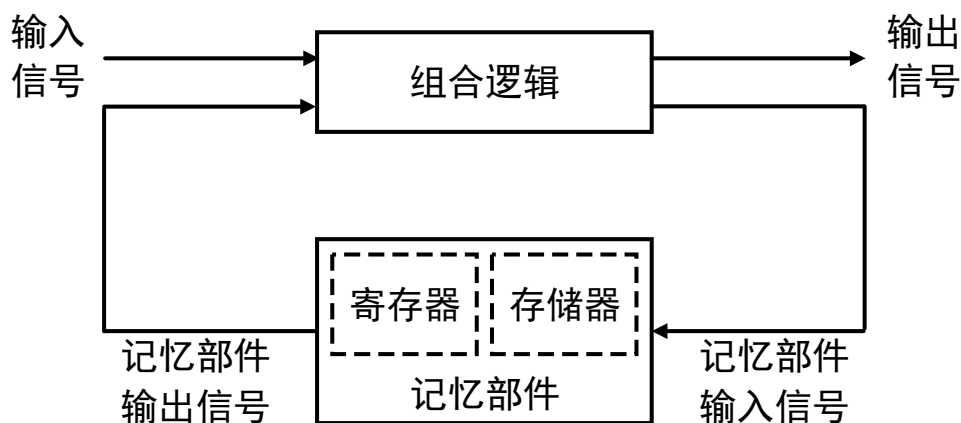 输入
信号
组合逻辑
输出
信号
寄存器
存储器
记忆部件
记忆部件
输出信号
记忆部件
输入信号